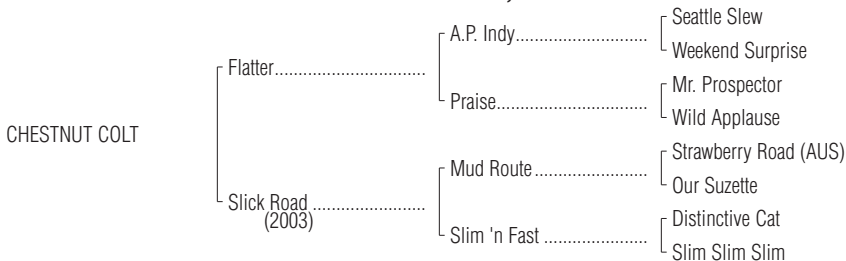 Seattle Slew
A.P. Indy
Weekend Surprise
Flatter
Mr. Prospector
Praise
Wild Applause
CHESTNUT COLT
Strawberry Road (AUS)
Mud Route
Our Suzette
Slick Road
(2003)
Distinctive Cat
Slim 'n Fast
Slim Slim Slim